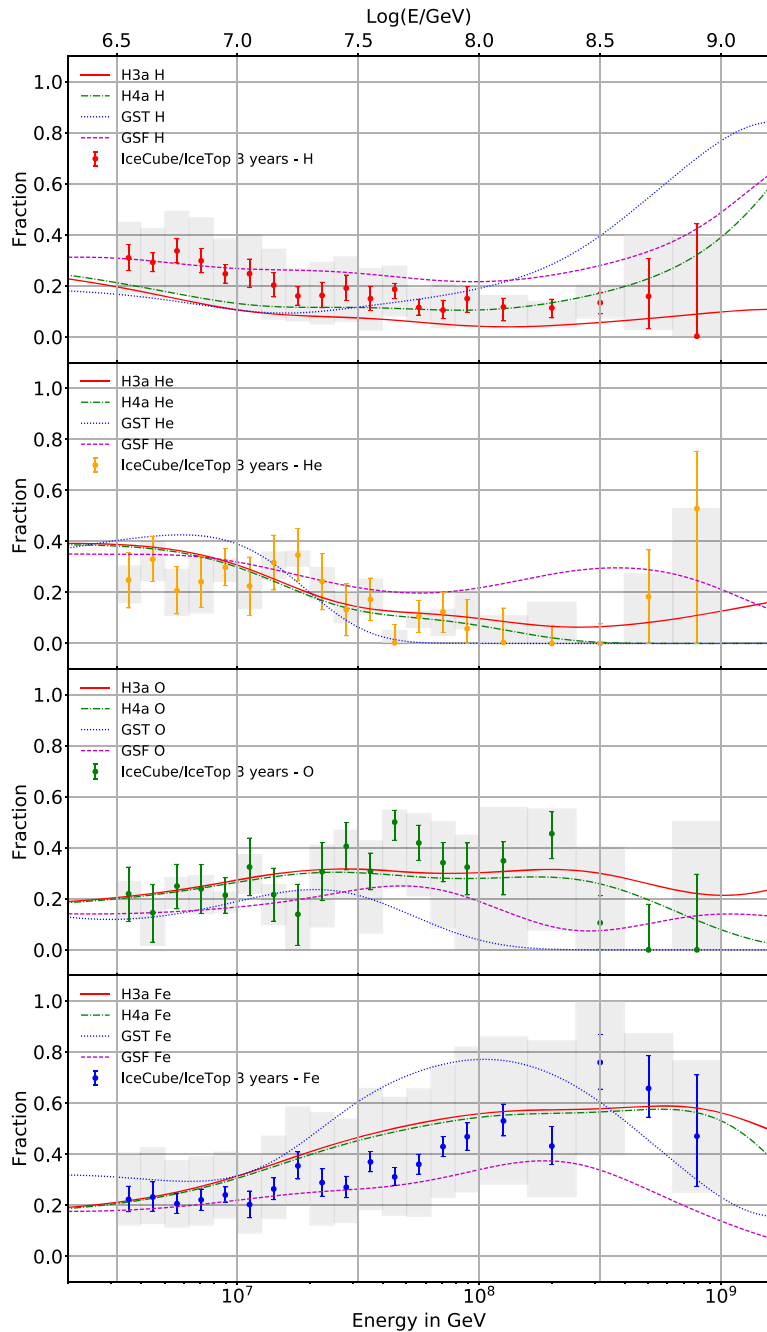 Log(E/GeV)
6.5 7.0 7.5 8.0 8.5 9.0
1.0
0.8
0.6
0.4
0.2
0.0
Fraction
H3a H
H4a H
GST H
GSF H
IceCube/IceTop 3 years - H
1.0
0.8
0.6
0.4
0.2
0.0
Fraction
H3a He
H4a He
GST He
GSF He
IceCube/IceTop 3 years - He
1.0
0.8
0.6
0.4
0.2
0.0
Fraction
H3a O
H4a O
GST O
GSF O
IceCube/IceTop 3 years - O
1.0
0.8
0.6
0.4
0.2
0.0
Fraction
H3a Fe
H4a Fe
GST Fe
GSF Fe
IceCube/IceTop 3 years - Fe
10⁷ 10⁸ 10⁹
Energy in GeV